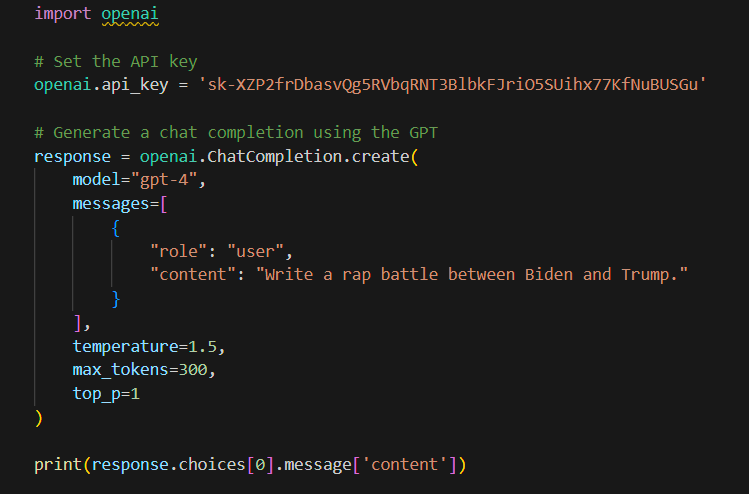 import openai
# Set the API key
openai.api_key = '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'
# Generate a chat completion using the GPT
response = openai.ChatCompletion.create(
    model="gpt-4",
    messages=[
        {
            "role": "user",
            "content": "Write a rap battle between Biden and Trump."
        }
    ],
    temperature=1.5,
    max_tokens=300,
    top_p=1
)
print(response.choices[0].message['content'])